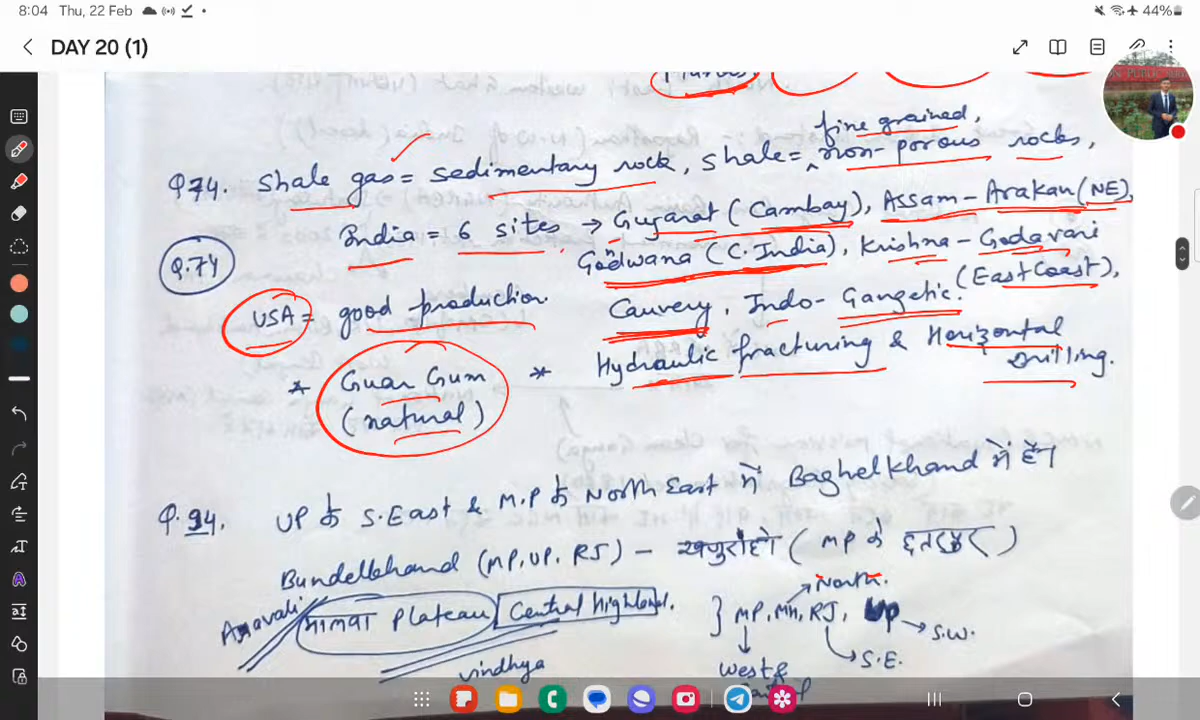 8:04 Thu, 22 Feb
44%
DAY 20 (1)
fine grained,
Q74. Shale gas = sedimentary rock, Shale = non-porous rocks,
India = 6 sites → Gujarat (Cambay), Assam-Arakan (NE),
Q.74
Gondwana (C. India), Krishna-Godavari
(East Coast),
USA = good production
Cauvery, Indo-Gangetic.
* Guar Gum
(natural)
* Hydraulic fracturing & Horizontal
Drilling.
Q.94. UP के S.East & M.P के North East में Baghelkhand में है।
Bundelkhand (MP, UP, RJ) - खजुराहो (MP के छतरपुर)
North.
Aravali
मालवा Plateau Central highland. } MP, MH, RJ, UP
S.W.
S.E.
vindhya
West &